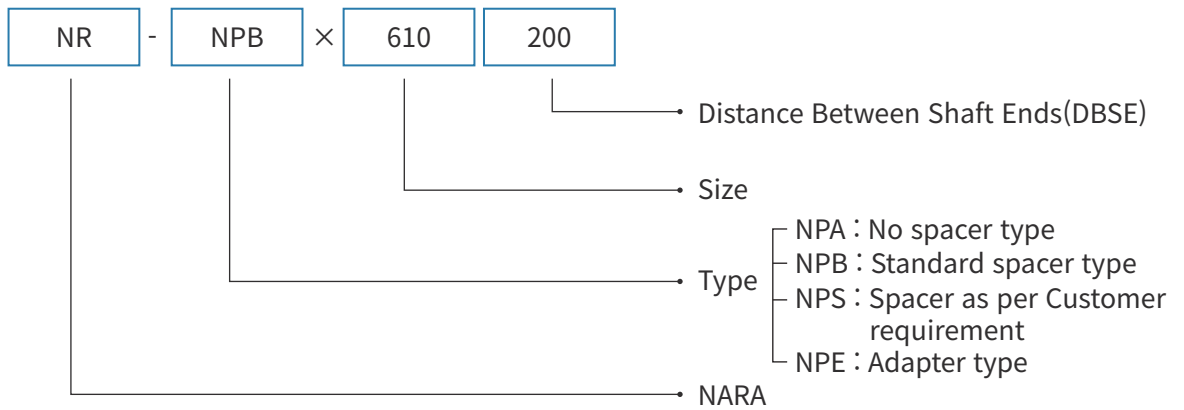 NR - NPB × 610 200
Distance Between Shaft Ends(DBSE)
Size
NPA : No spacer type
NPB : Standard spacer type
Type
NPS : Spacer as per Customer
requirement
NPE : Adapter type
NARA